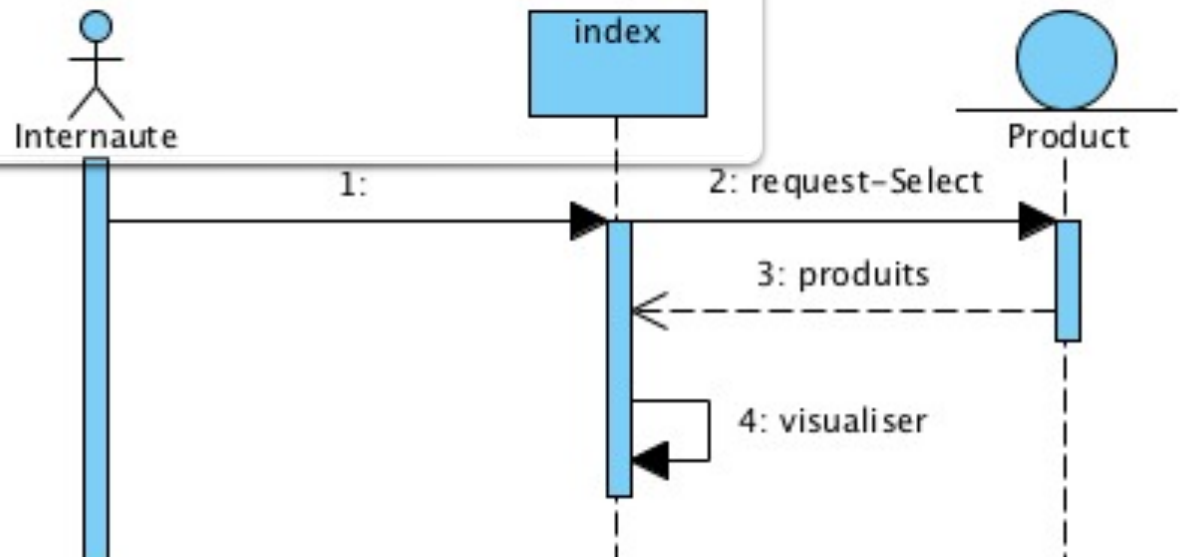 index
Internaute
Product
1:
2: request-Select
3: produits
4: visualiser